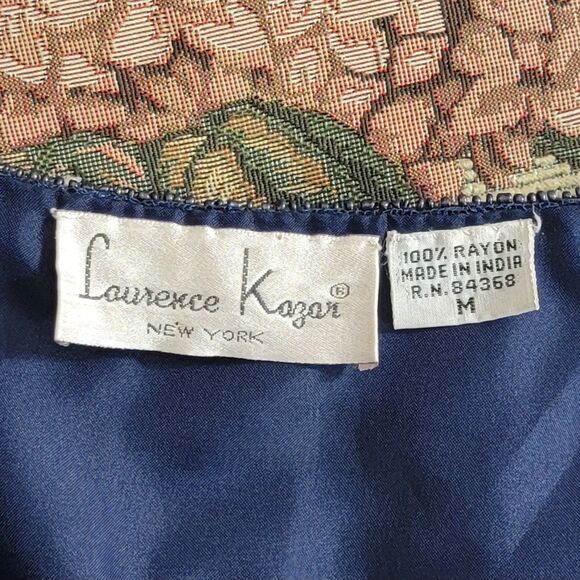 Laurence Kazar®
NEW YORK
100% RAYON
MADE IN INDIA
R.N. 84368
M